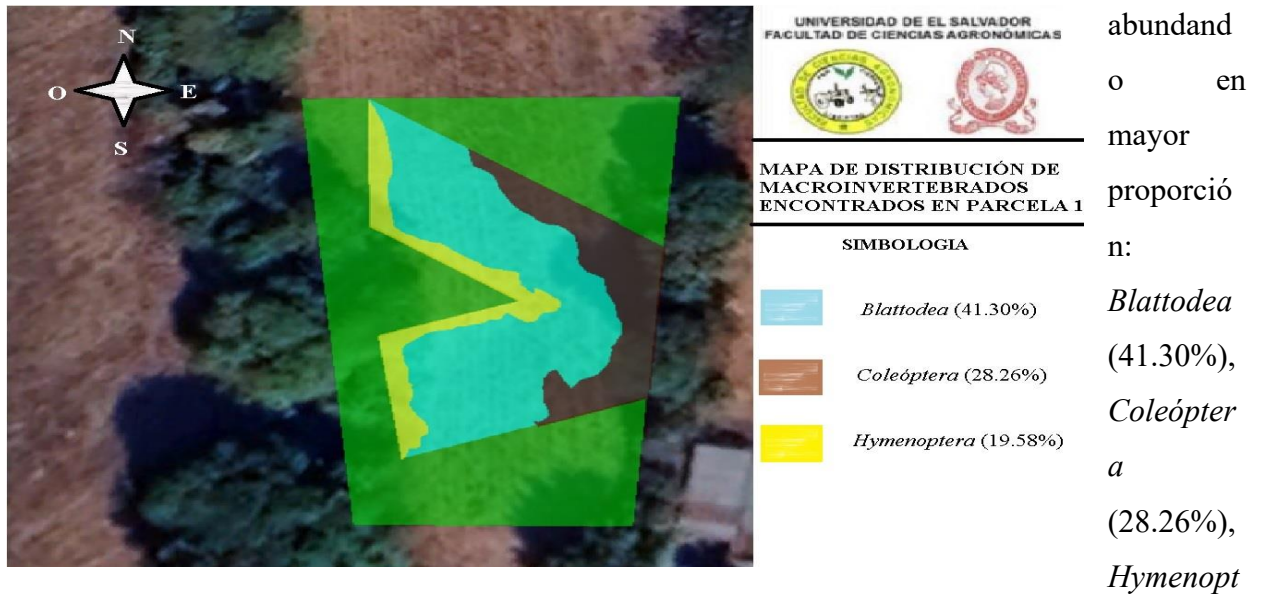 N
O E
S
UNIVERSIDAD DE EL SALVADOR
FACULTAD DE CIENCIAS AGRONÓMICAS
MAPA DE DISTRIBUCIÓN DE
MACROINVERTEBRADOS
ENCONTRADOS EN PARCELA 1
SIMBOLOGIA
Blattodea (41.30%)
Coleóptera (28.26%)
Hymenoptera (19.58%)
abundand
o en
mayor
proporció
n:
Blattodea
(41.30%),
Coleópter
a
(28.26%),
Hymenopt